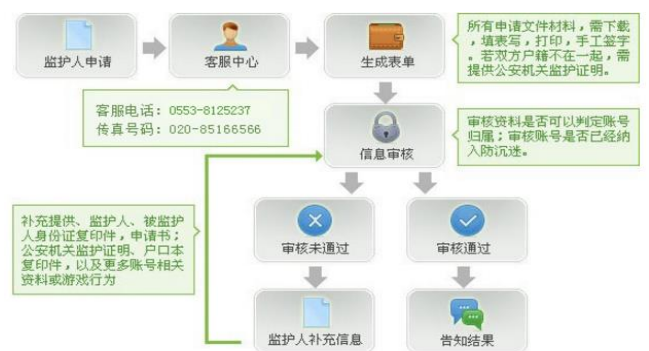 监护人申请
客服中心
生成表单
所有申请文件材料，需下载
，填表写，打印，手工签字
。若双方户籍不在一起，需
提供公安机关监护证明。
客服电话：0553-8125237
传真号码：020-85166566
信息审核
审核资料是否可以判定账号
归属；审核账号是否已经纳
入防沉迷。
补充提供、监护人、被监护
人身份证复印件，申请书；
公安机关监护证明、户口本
复印件，以及更多账号相关
资料或游戏行为
审核未通过
审核通过
监护人补充信息
告知结果